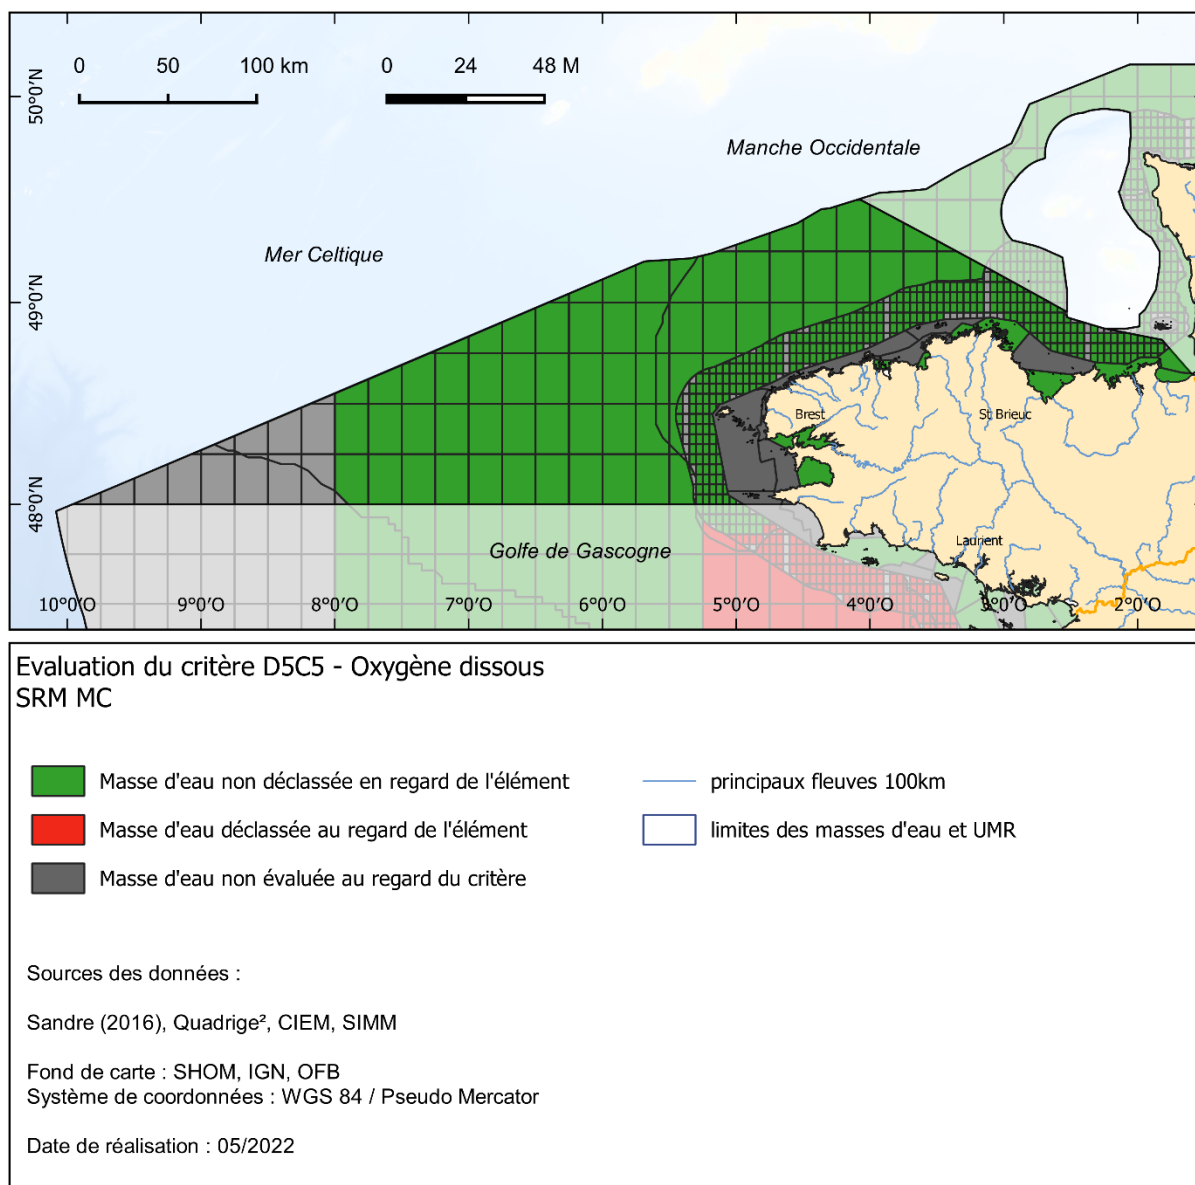 0 50 100 km 0 24 48 M
50°0'N
Manche Occidentale
Mer Celtique
49°0'N
Brest
St Brieuc
48°0'N
Laurient
Golfe de Gascogne
10°0'O 9°0'O 8°0'O 7°0'O 6°0'O 5°0'O 4°0'O 3°0'O 2°0'O
Evaluation du critère D5C5 - Oxygène dissous
SRM MC
Masse d'eau non déclassée en regard de l'élément
principaux fleuves 100km
Masse d'eau déclassée au regard de l'élément
limites des masses d'eau et UMR
Masse d'eau non évaluée au regard du critère
Sources des données :
Sandre (2016), Quadrige², CIEM, SIMM
Fond de carte : SHOM, IGN, OFB
Système de coordonnées : WGS 84 / Pseudo Mercator
Date de réalisation : 05/2022